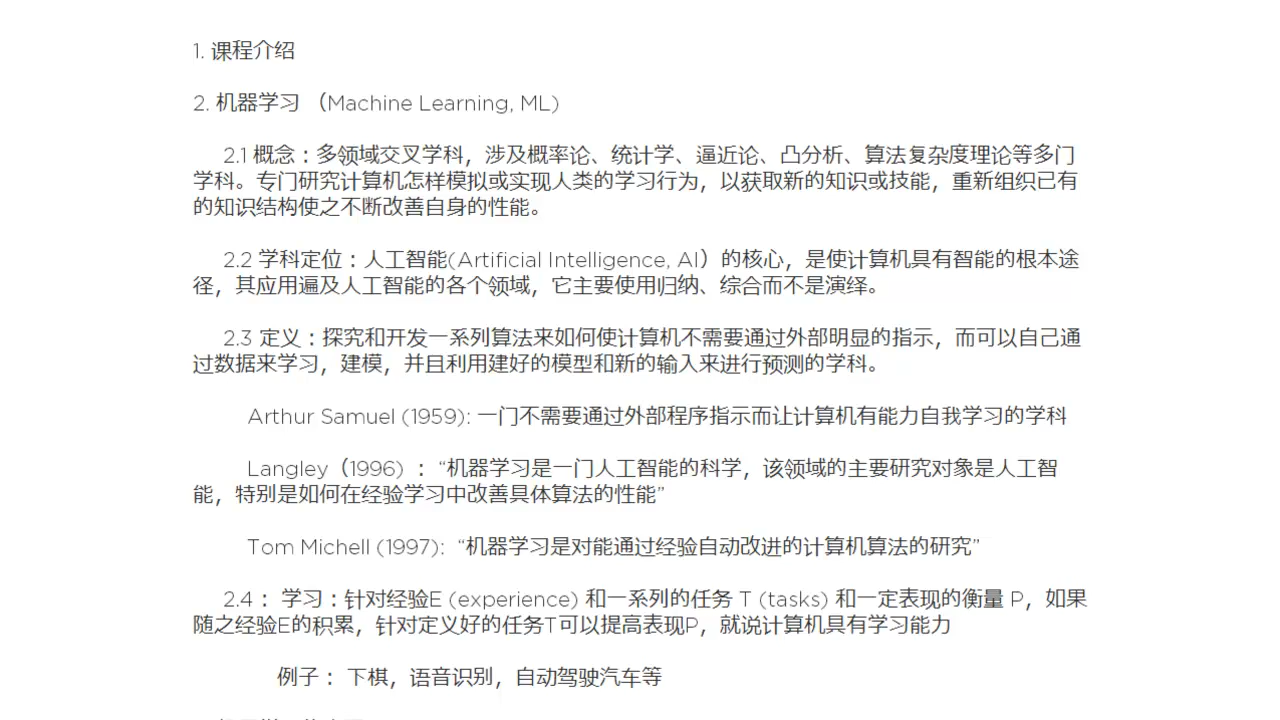 1. 课程介绍
2. 机器学习 （Machine Learning, ML)
2.1 概念：多领域交叉学科，涉及概率论、统计学、逼近论、凸分析、算法复杂度理论等多门
学科。专门研究计算机怎样模拟或实现人类的学习行为，以获取新的知识或技能，重新组织已有
的知识结构使之不断改善自身的性能。
2.2 学科定位：人工智能(Artificial Intelligence, AI）的核心，是使计算机具有智能的根本途
径，其应用遍及人工智能的各个领域，它主要使用归纳、综合而不是演绎。
2.3 定义：探究和开发一系列算法来如何使计算机不需要通过外部明显的指示，而可以自己通
过数据来学习，建模，并且利用建好的模型和新的输入来进行预测的学科。
Arthur Samuel (1959): 一门不需要通过外部程序指示而让计算机有能力自我学习的学科
Langley（1996) ： “机器学习是一门人工智能的科学，该领域的主要研究对象是人工智
能，特别是如何在经验学习中改善具体算法的性能”
Tom Michell (1997): “机器学习是对能通过经验自动改进的计算机算法的研究”
2.4： 学习：针对经验E (experience) 和一系列的任务 T (tasks) 和一定表现的衡量 P，如果
随之经验E的积累，针对定义好的任务T可以提高表现P，就说计算机具有学习能力
例子： 下棋，语音识别，自动驾驶汽车等